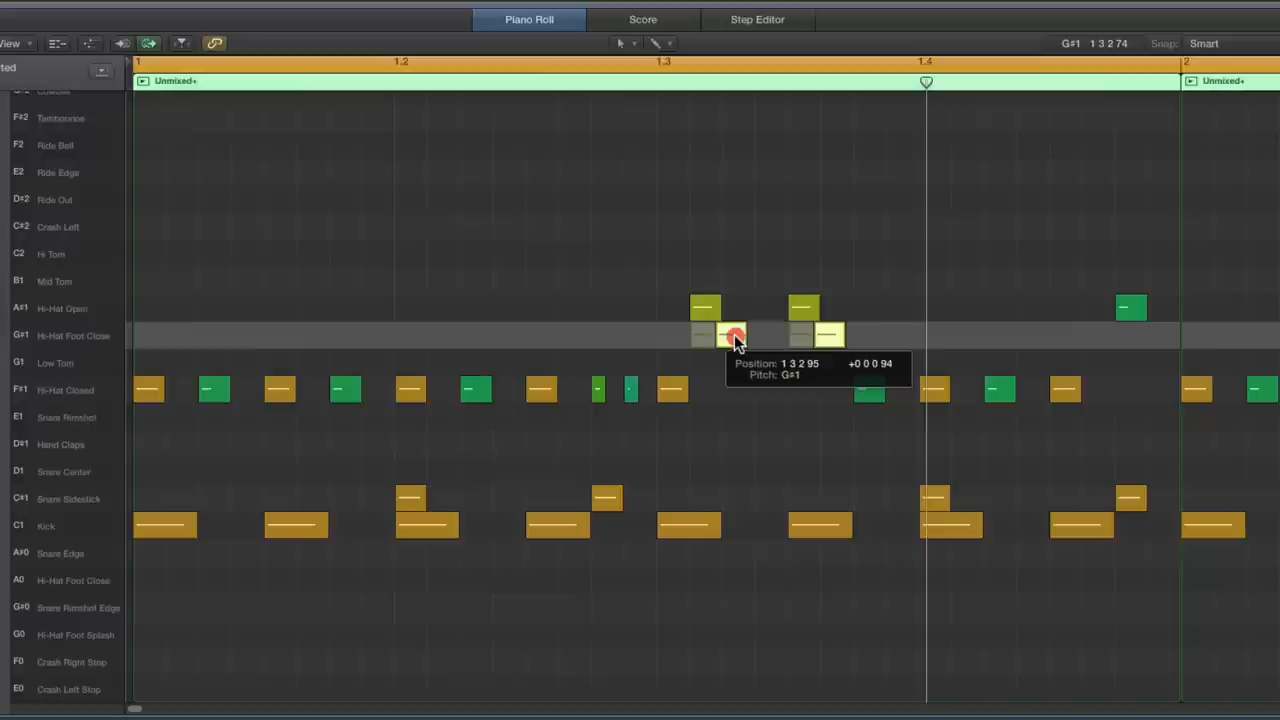 Piano Roll Score Step Editor
View G♯1 1 3 2 74 Snap: Smart
ted 1 1.2 1.3 1.4 2
Unmixed+ Unmixed+
F♯2 Tambourine
F2 Ride Bell
E2 Ride Edge
D♯2 Ride Out
C♯2 Crash Left
C2 Hi Tom
B1 Mid Tom
A♯1 Hi-Hat Open
G♯1 Hi-Hat Foot Close
G1 Low Tom
Position: 1 3 2 95 +0 0 0 94
Pitch: G♯1
F♯1 Hi-Hat Closed
E1 Snare Rimshot
D♯1 Hand Claps
D1 Snare Center
C♯1 Snare Sidestick
C1 Kick
A♯0 Snare Edge
A0 Hi-Hat Foot Close
G♯0 Snare Rimshot Edge
G0 Hi-Hat Foot Splash
F0 Crash Right Stop
E0 Crash Left Stop